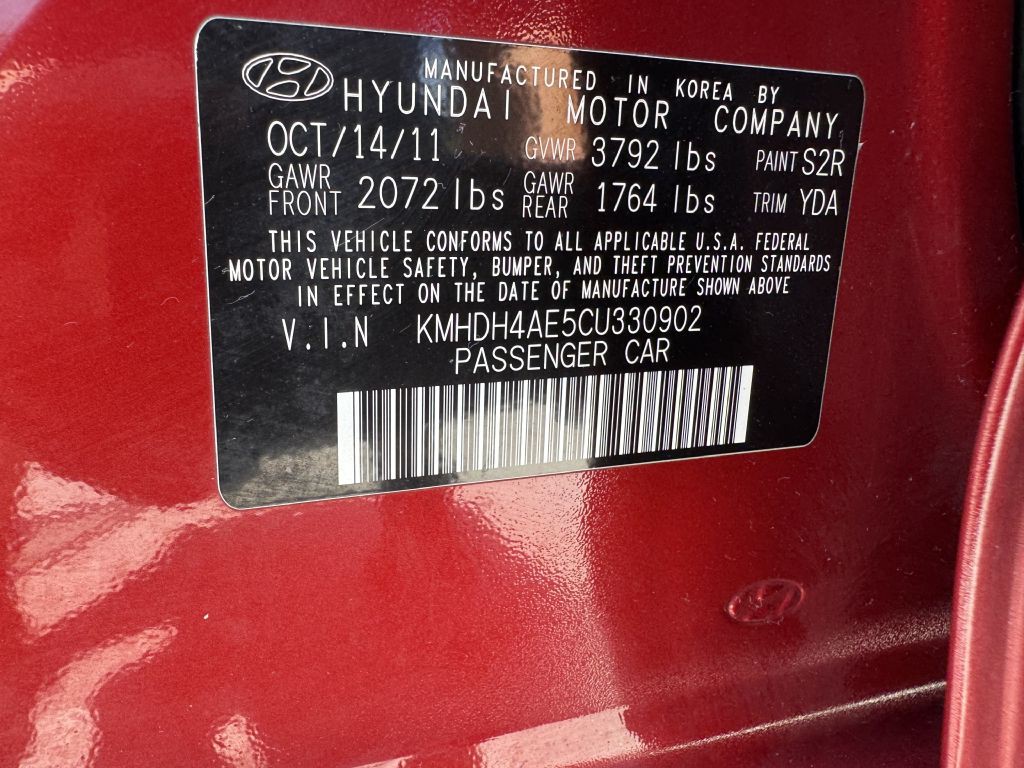 MANUFACTURED IN KOREA BY
HYUNDAI MOTOR COMPANY
OCT/14/11 GVWR 3792 lbs PAINT S2R
GAWR FRONT 2072 lbs GAWR REAR 1764 lbs TRIM YDA
THIS VEHICLE CONFORMS TO ALL APPLICABLE U.S.A. FEDERAL
MOTOR VEHICLE SAFETY, BUMPER, AND THEFT PREVENTION STANDARDS
IN EFFECT ON THE DATE OF MANUFACTURE SHOWN ABOVE
V.I.N KMHDH4AE5CU330902
PASSENGER CAR